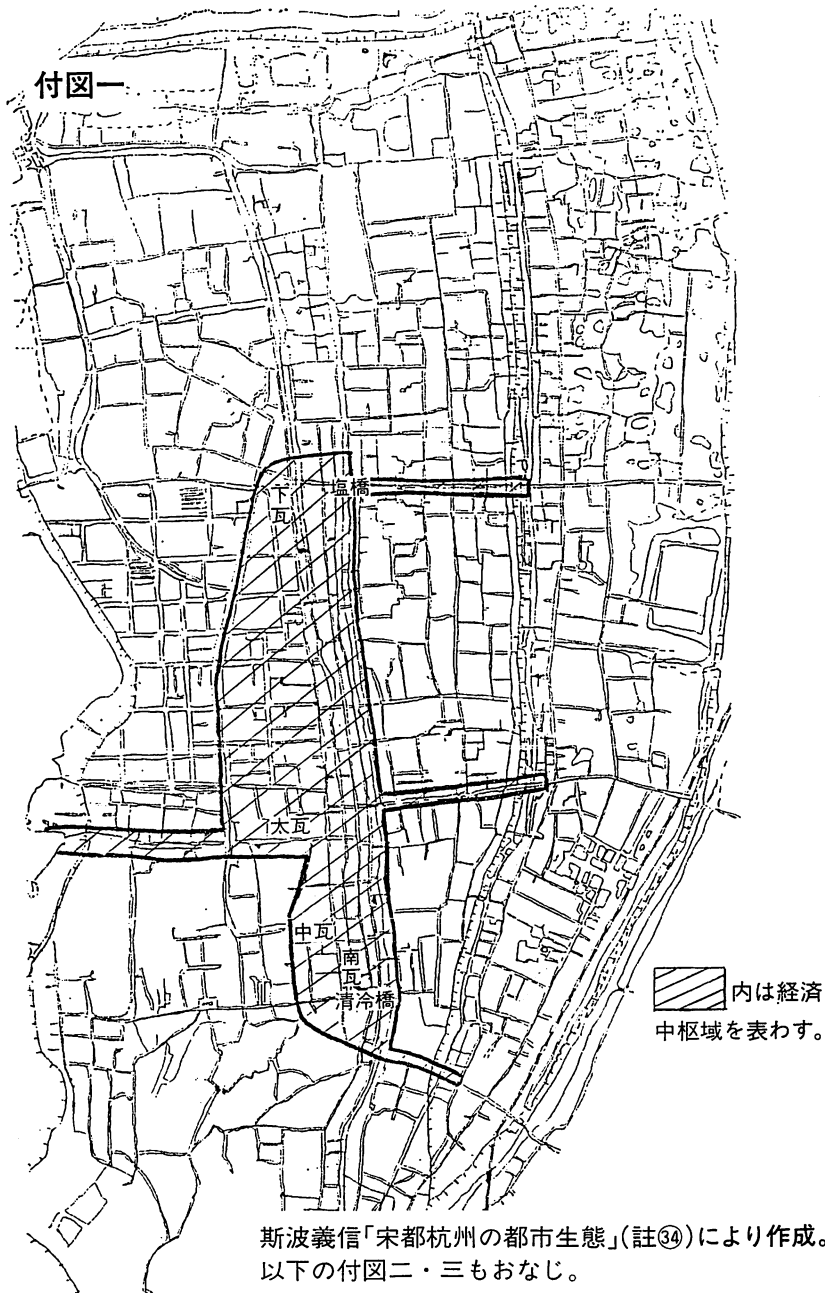 付図一
下瓦
塩橋
大瓦
中瓦
南瓦
清冷橋
内は経済
中枢域を表わす。
斯波義信「宋都杭州の都市生態」(註㉞)により作成。
以下の付図二・三もおなじ。